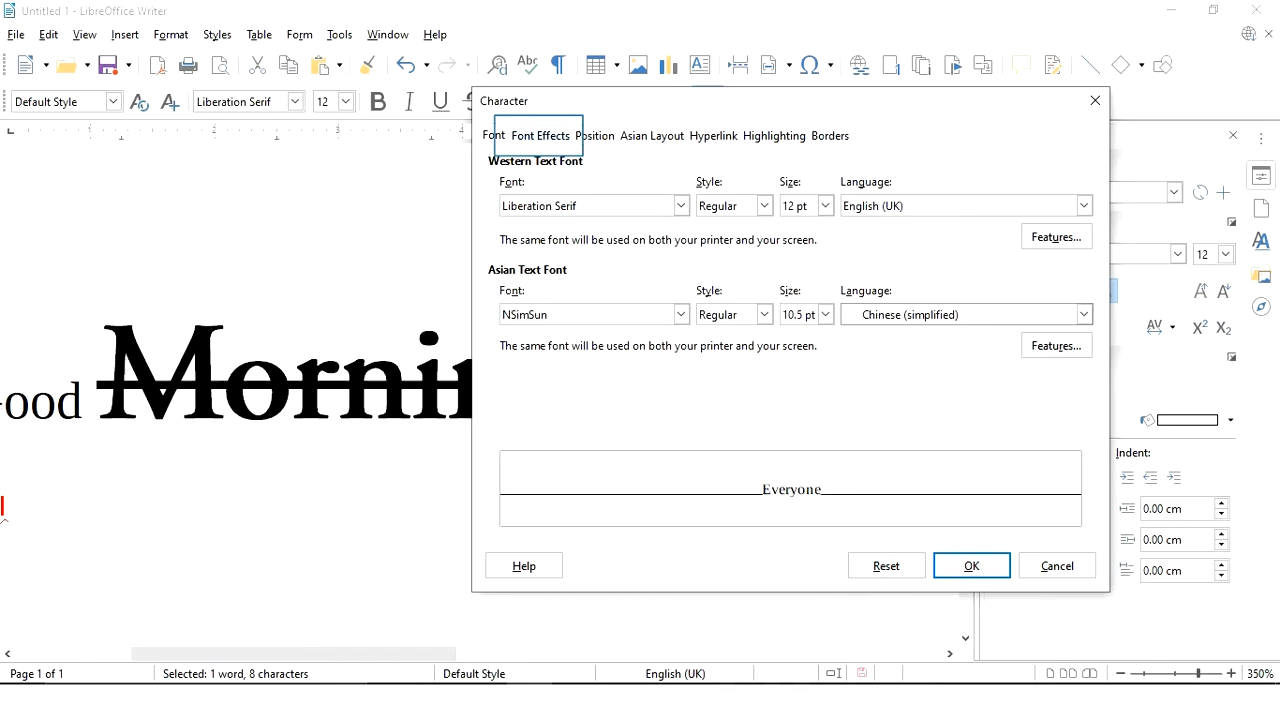 Untitled 1 - LibreOffice Writer
File Edit View Insert Format Styles Table Form Tools Window Help
Default Style Liberation Serif 12 B I U
Character
Font Font Effects Position Asian Layout Hyperlink Highlighting Borders
Western Text Font
Font: Style: Size: Language:
Liberation Serif Regular 12 pt English (UK)
The same font will be used on both your printer and your screen.
Features...
Asian Text Font
Font: Style: Size: Language:
NSimSun Regular 10.5 pt Chinese (simplified)
The same font will be used on both your printer and your screen.
Features...
Everyone
Help Reset OK Cancel
ood Mornin
12
Indent:
0.00 cm
0.00 cm
0.00 cm
Page 1 of 1 Selected: 1 word, 8 characters Default Style English (UK) 350%